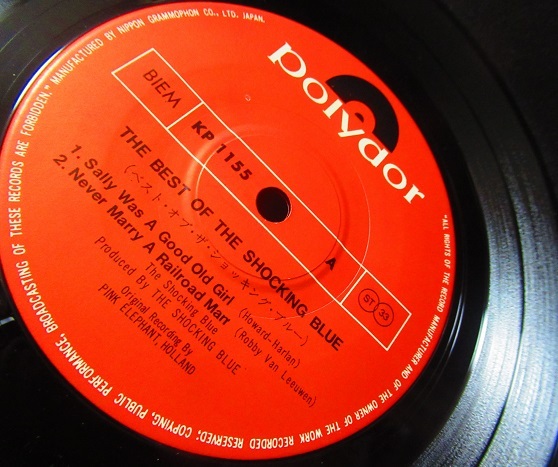 polydor
BIEM
KP 1155
A
ST 33
THE BEST OF THE SHOCKING BLUE
(ベスト・オブ・ザ・ショッキング・ブルー)
1. Sally Was A Good Old Girl (Howard-Harlan)
2. Never Marry A Railroad Man (Robby Van Leeuwen)
The Shocking Blue
Produced By THE SHOCKING BLUE
Original Recording By
PINK ELEPHANT, HOLLAND
"ALL RIGHTS OF THE RECORD MANUFACTURER AND OF THE OWNER OF THE WORK RECORDED RESERVED; COPYING, PUBLIC PERFORMANCE, BROADCASTING OF THESE RECORDS ARE FORBIDDEN." MANUFACTURED BY NIPPON GRAMMOPHON CO., LTD. JAPAN.